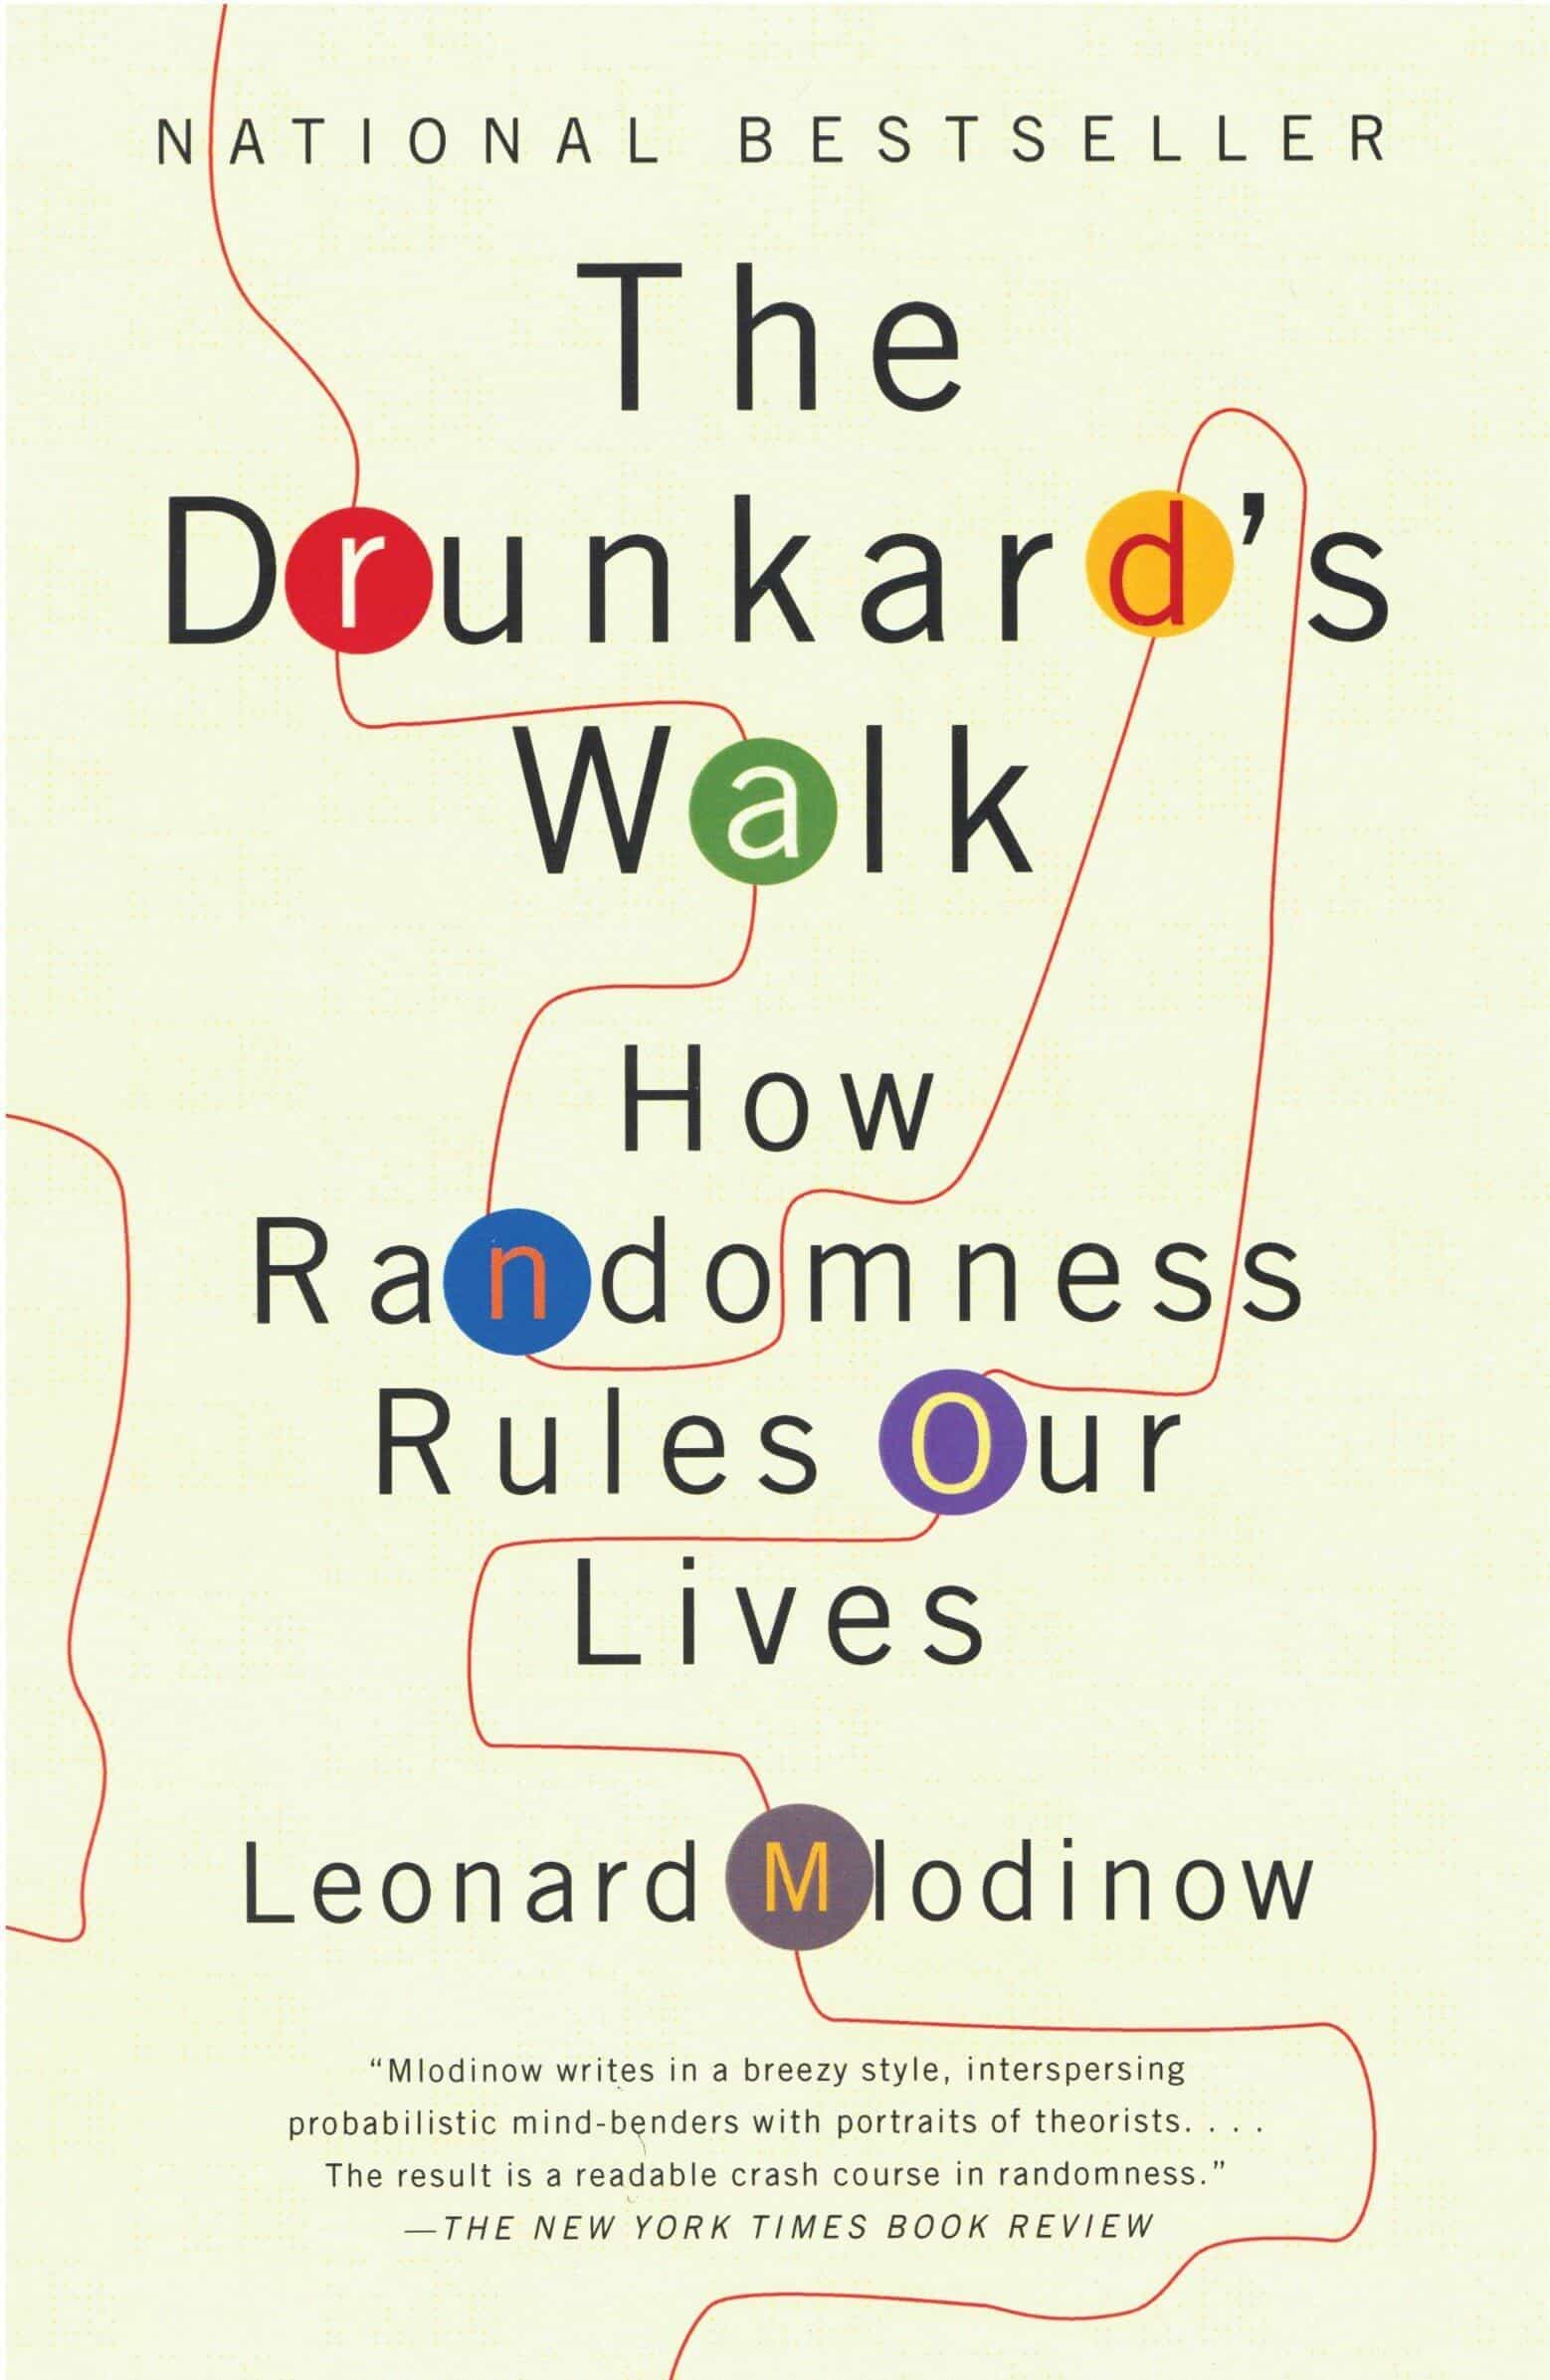 NATIONAL BESTSELLER
The
Drunkard's
Walk
How
Randomness
Rules Our
Lives
Leonard Mlodinow
“Mlodinow writes in a breezy style, interspersing
probabilistic mind-benders with portraits of theorists. . . .
The result is a readable crash course in randomness.”
—THE NEW YORK TIMES BOOK REVIEW